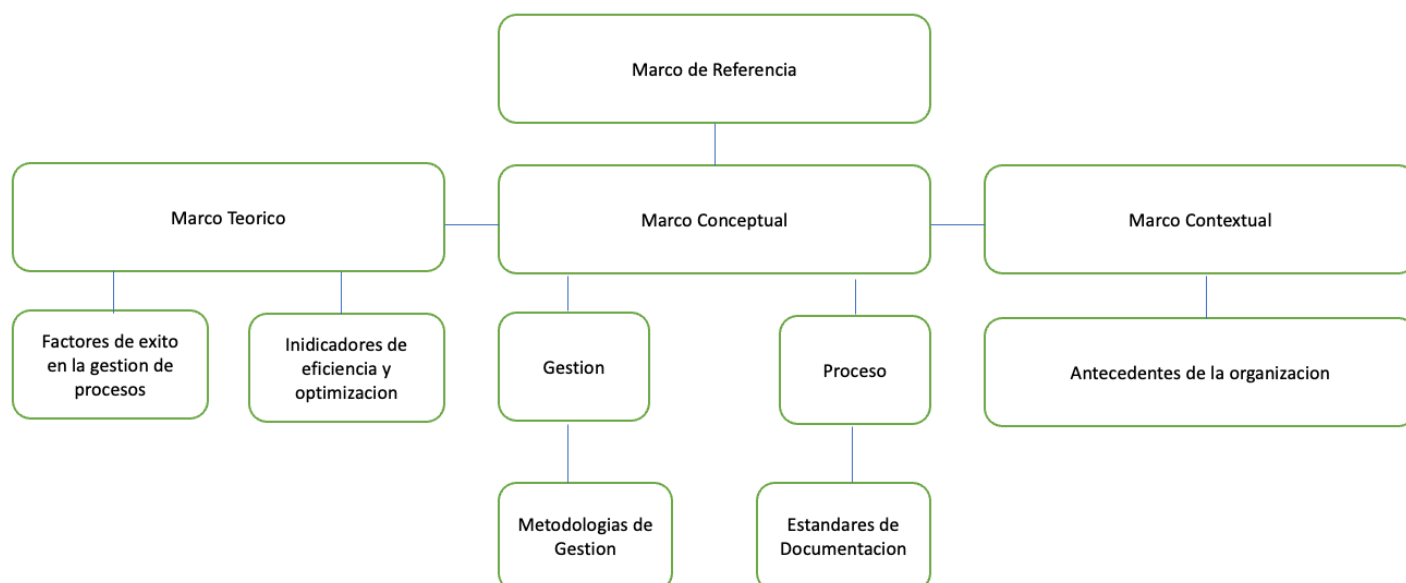 Marco de Referencia
Marco Teorico
Marco Conceptual
Marco Contextual
Factores de exito
en la gestion de
procesos
Inidicadores de
eficiencia y
optimizacion
Gestion
Proceso
Antecedentes de la organizacion
Metodologias de
Gestion
Estandares de
Documentacion